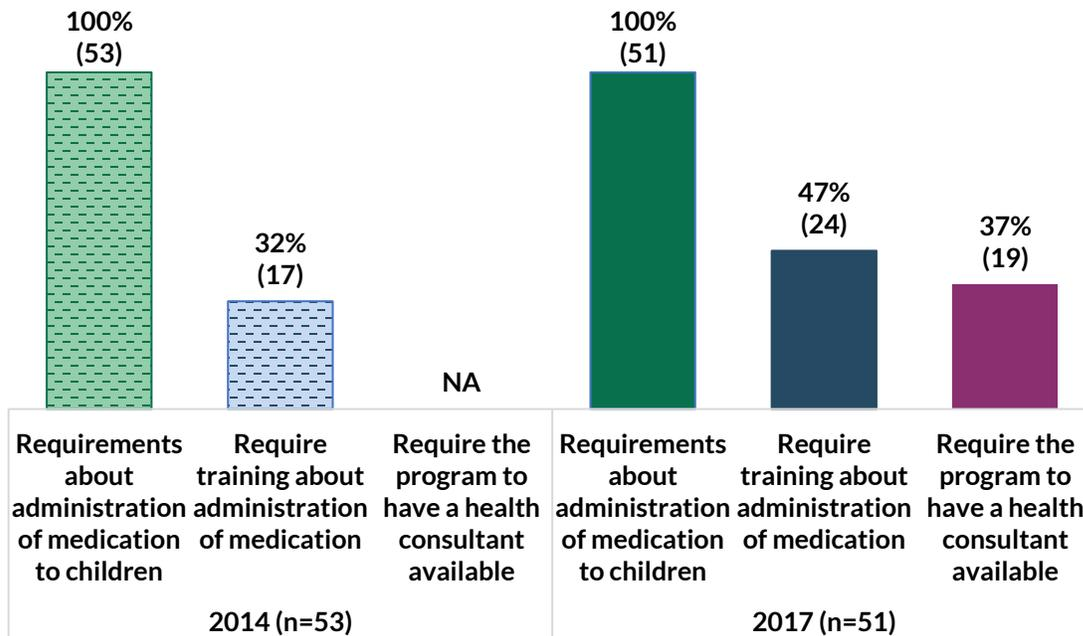 100%
(53)
32%
(17)
NA
100%
(51)
47%
(24)
37%
(19)
Requirements
about
administration
of medication
to children
Require
training about
administration
of medication
Require the
program to
have a health
consultant
available
Requirements
about
administration
of medication
to children
Require
training about
administration
of medication
Require the
program to
have a health
consultant
available
2014 (n=53)
2017 (n=51)